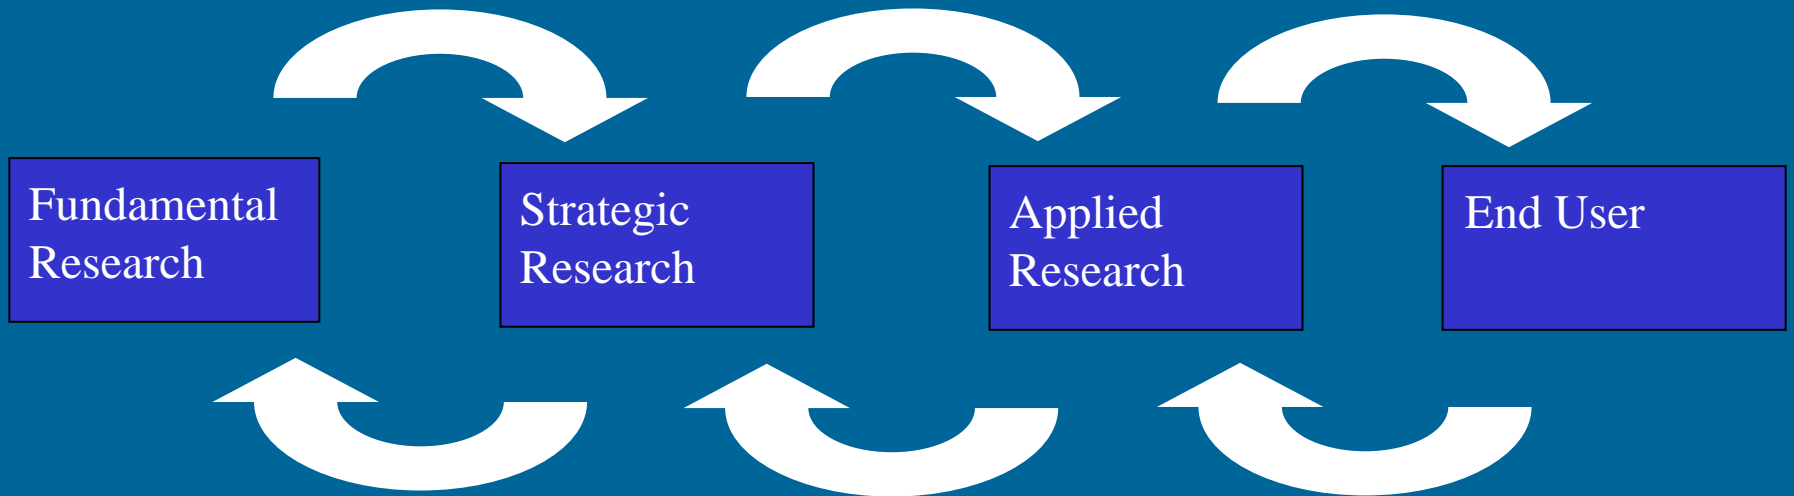 Fundamental
Research
Strategic
Research
Applied
Research
End User